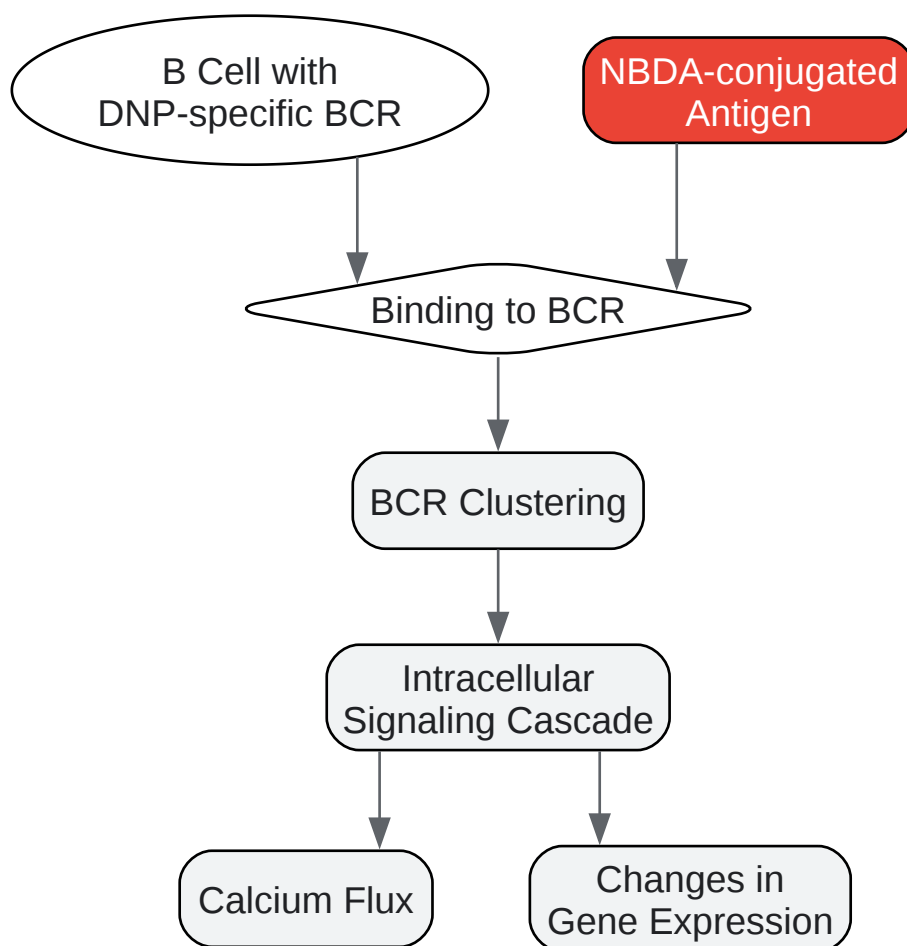 B Cell with
DNP-specific BCR
NBDA-conjugated
Antigen
Binding to BCR
BCR Clustering
Intracellular
Signaling Cascade
Calcium Flux
Changes in
Gene Expression